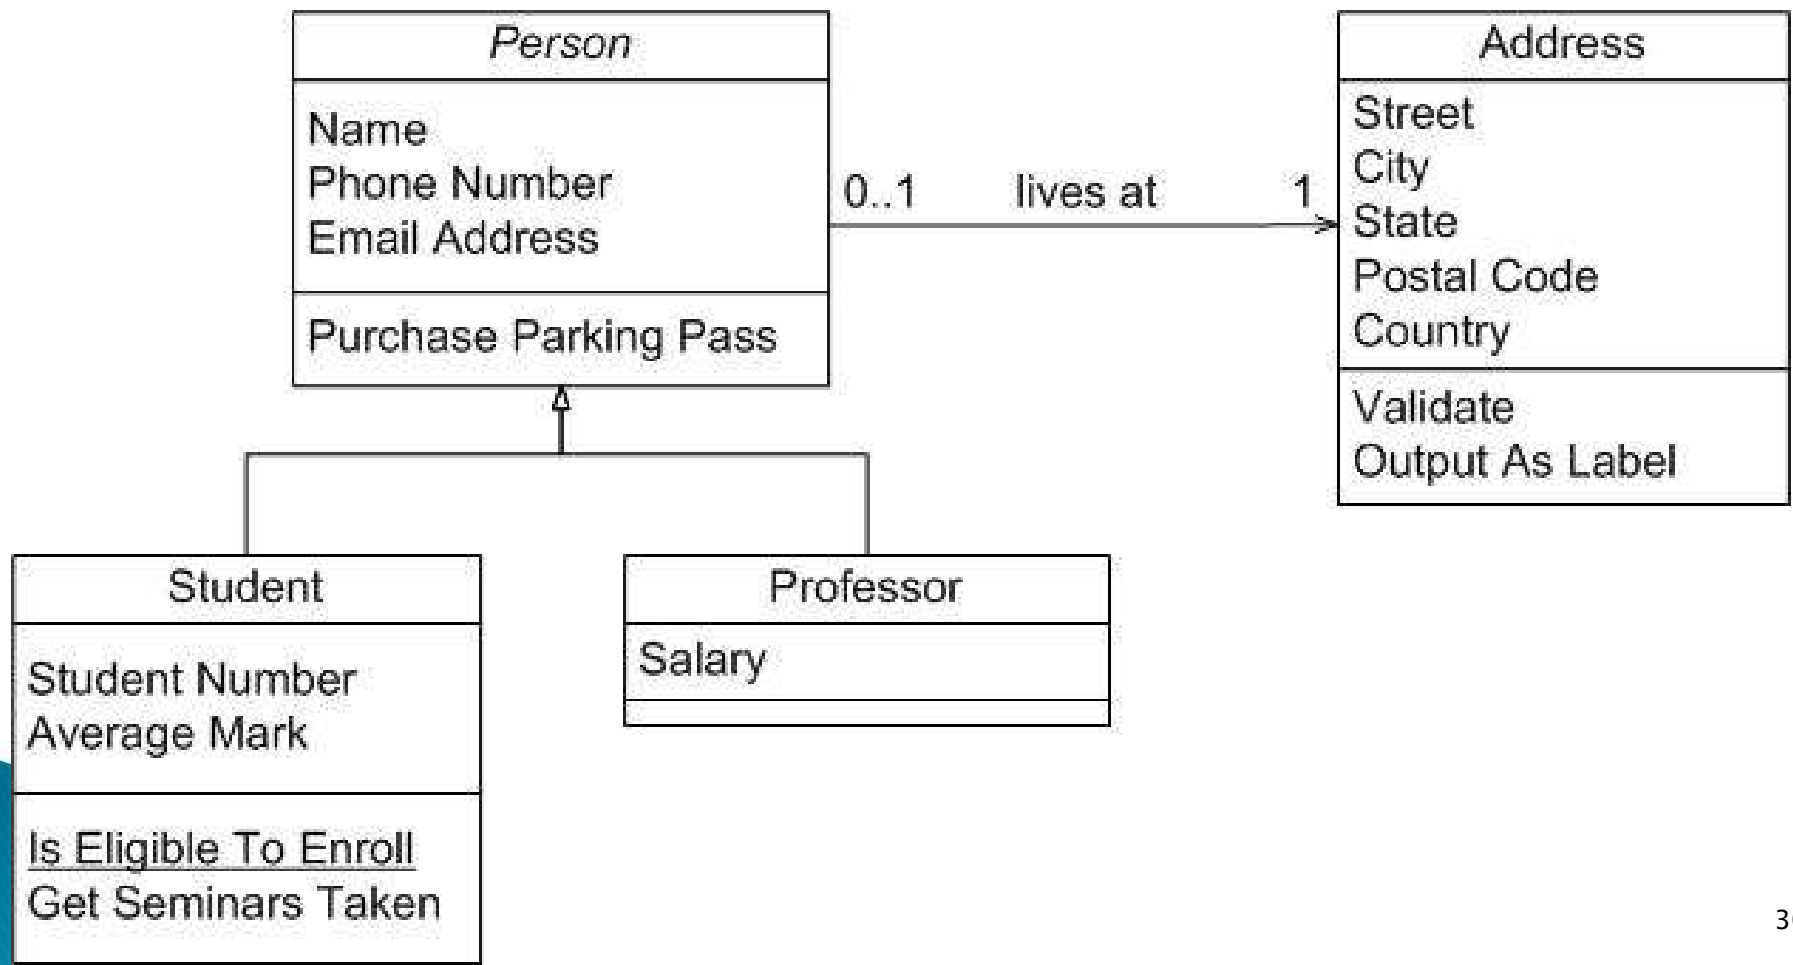 Person
Name
Phone Number
Email Address
Purchase Parking Pass
0..1 lives at 1
Address
Street
City
State
Postal Code
Country
Validate
Output As Label
Student
Student Number
Average Mark
Is Eligible To Enroll
Get Seminars Taken
Professor
Salary